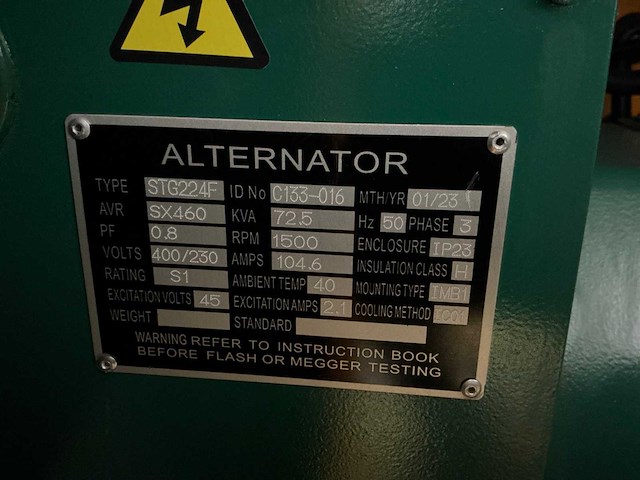 ALTERNATOR
TYPE STG224F ID No C133-016 MTH/YR 01/23
AVR SX460 KVA 72.5 Hz 50 PHASE 3
PF 0.8 RPM 1500 ENCLOSURE IP23
VOLTS 400/230 AMPS 104.6 INSULATION CLASS H
RATING S1 AMBIENT TEMP 40 MOUNTING TYPE IMB1
EXCITATION VOLTS 45 EXCITATION AMPS 2.1 COOLING METHOD
WEIGHT STANDARD
WARNING REFER TO INSTRUCTION BOOK
BEFORE FLASH OR MEGGER TESTING